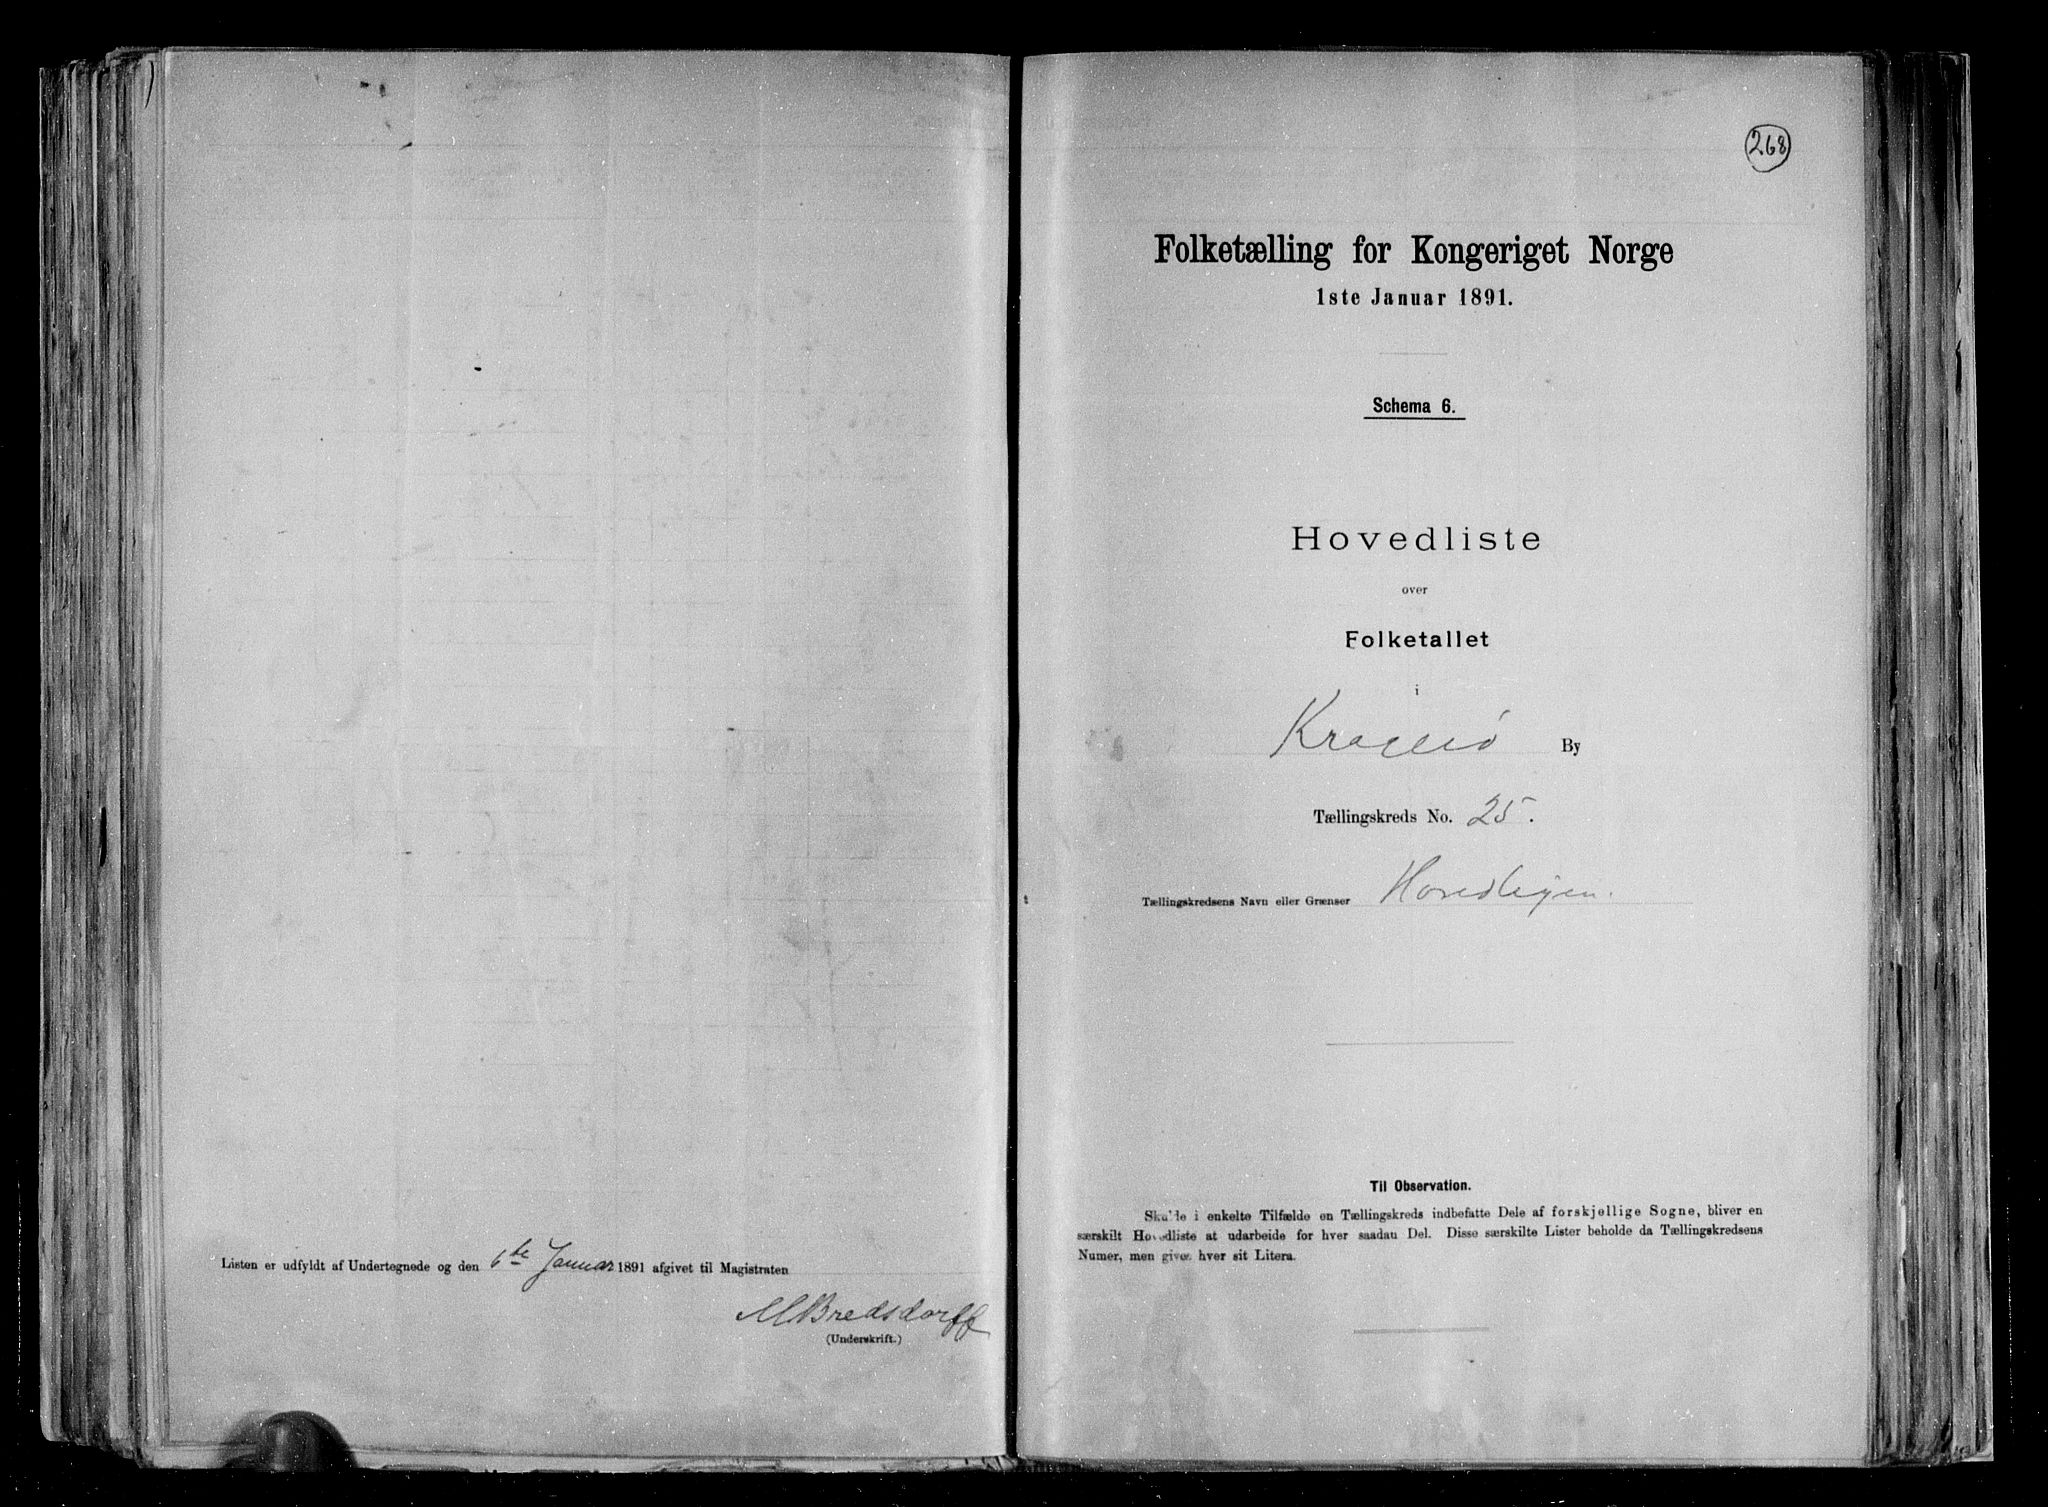 Listen er udfyldt af Undertegnede og den 6te Januar 1891 afgivet til Magistraten
MBredsdorff
(Underskrift.)
268
Folketælling for Kongeriget Norge
1ste Januar 1891.
Schema 6.
Hovedliste
over
Folketallet
i
Kragerø By
Tællingskreds No. 25.
Tællingskredsens Navn eller Grænser
Til Observation.
Skulde i enkelte Tilfælde en Tællingskreds indbefatte Dele af forskjellige Sogne, bliver en
særskilt Hovedliste at udarbeide for hver saadan Del. Disse særskilte Lister beholde da Tællingskredsens
Numer, men gives hver sit Litera.